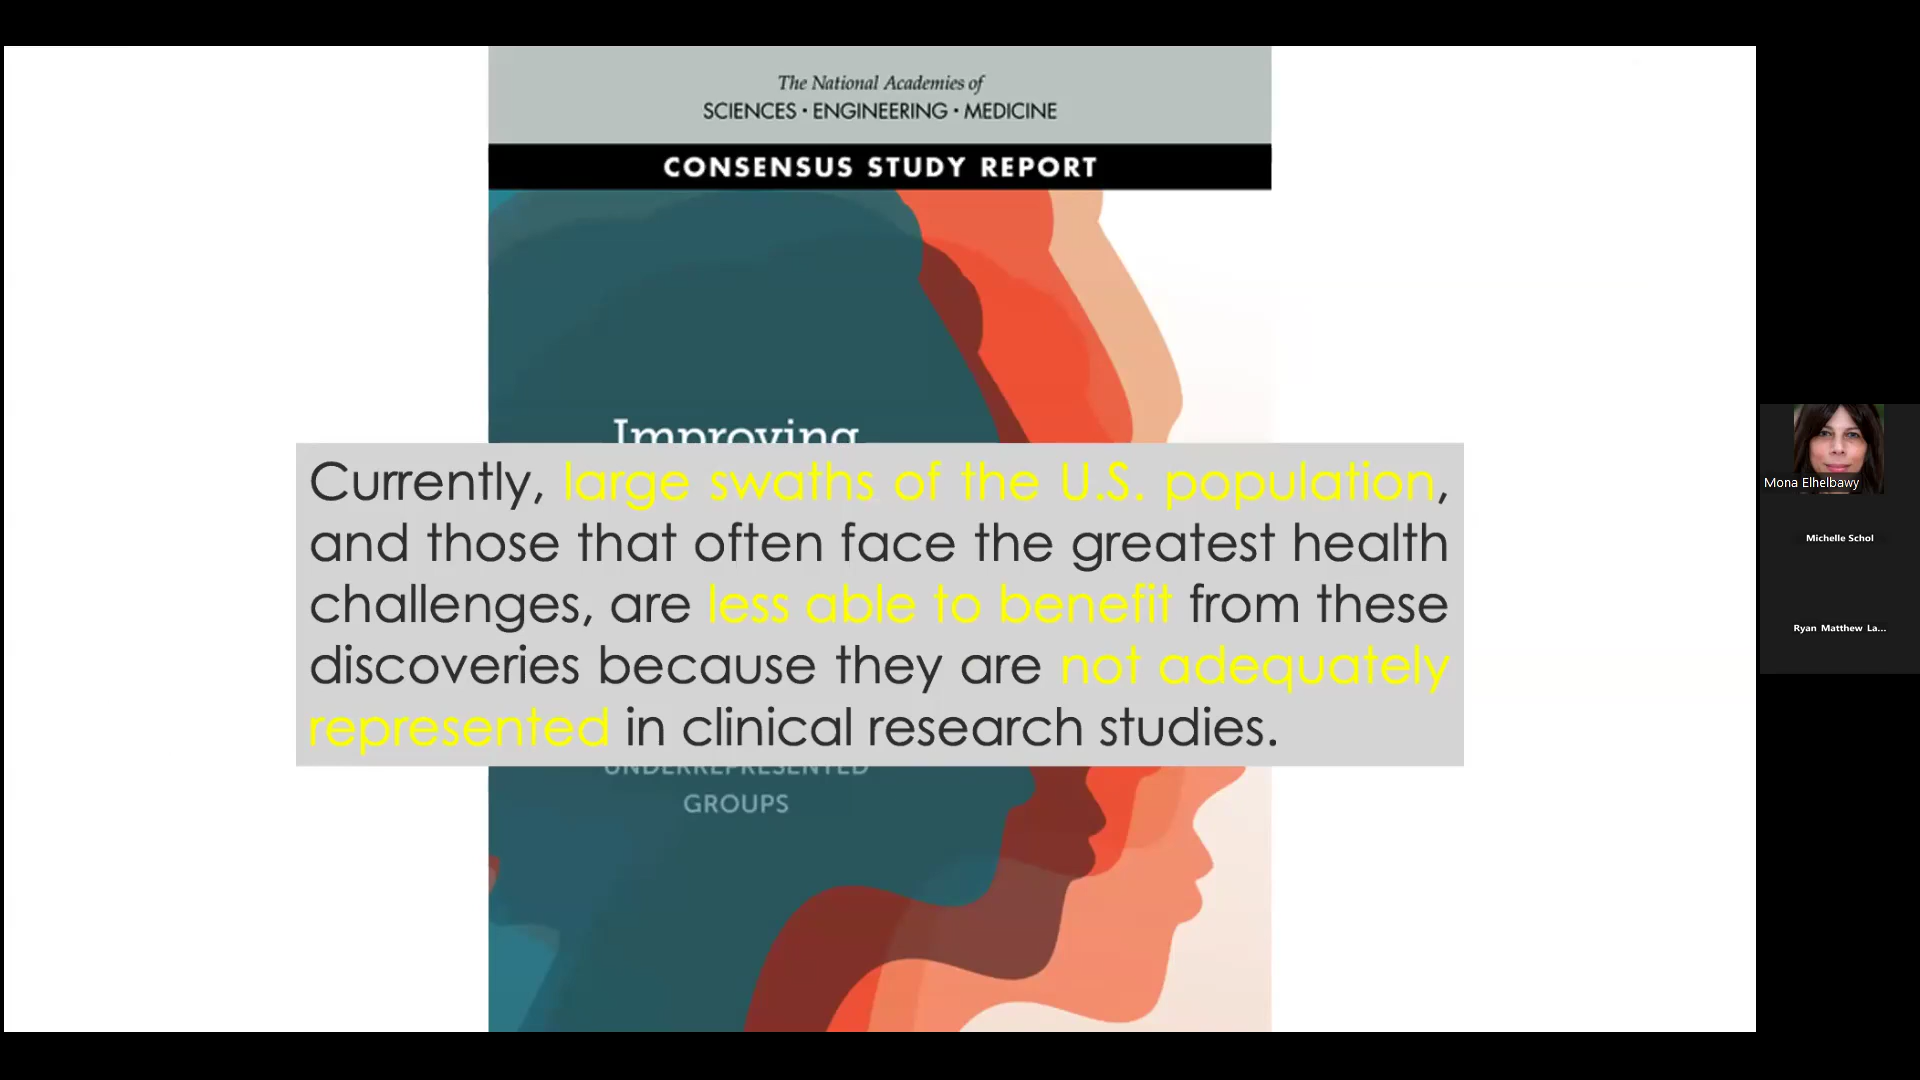 The National Academies of
SCIENCES · ENGINEERING · MEDICINE
CONSENSUS STUDY REPORT
Improving
Currently, large swaths of the U.S. population,
and those that often face the greatest health
challenges, are less able to benefit from these
discoveries because they are not adequately
represented in clinical research studies.
UNDERREPRESENTED
GROUPS
Mona Elhelbawy
Michelle Schol
Ryan Matthew La...